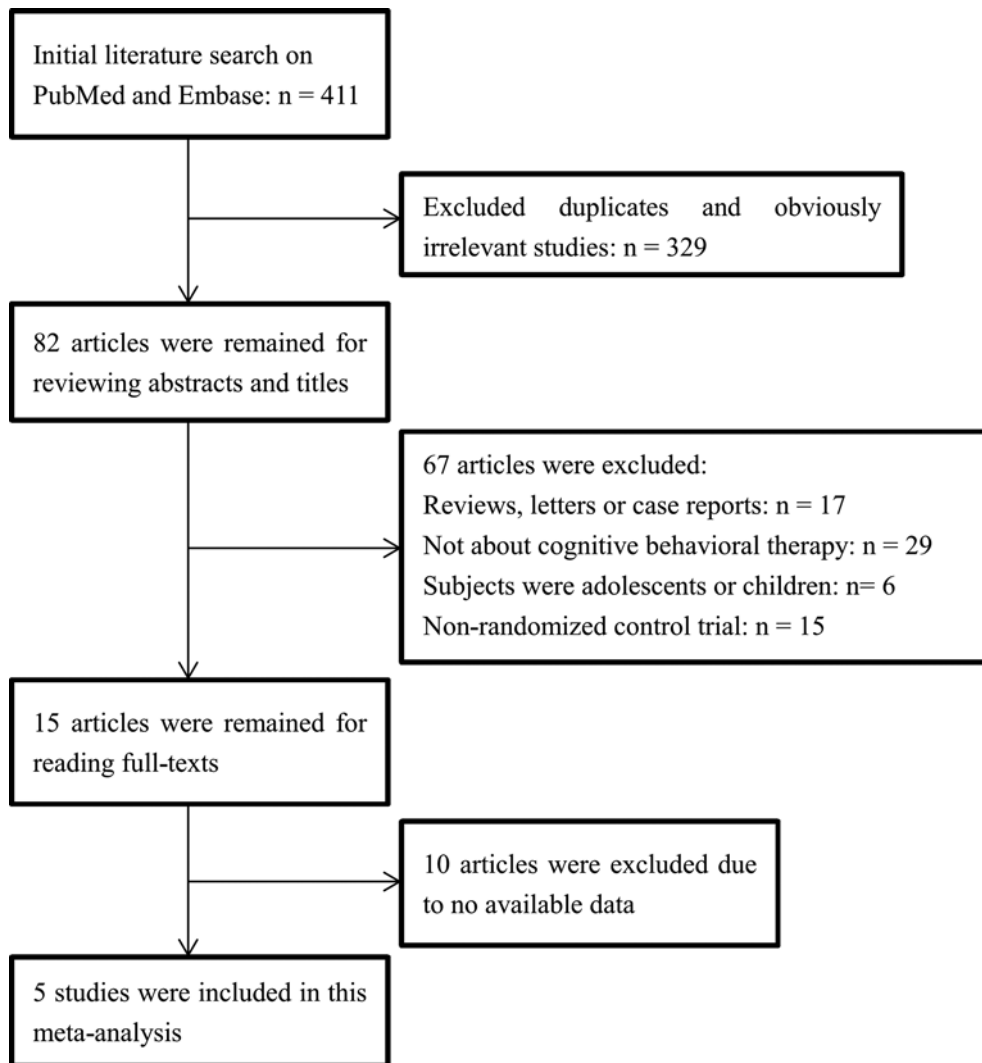 Initial literature search on
PubMed and Embase: n = 411
Excluded duplicates and obviously
irrelevant studies: n = 329
82 articles were remained for
reviewing abstracts and titles
67 articles were excluded:
Reviews, letters or case reports: n = 17
Not about cognitive behavioral therapy: n = 29
Subjects were adolescents or children: n= 6
Non-randomized control trial: n = 15
15 articles were remained for
reading full-texts
10 articles were excluded due
to no available data
5 studies were included in this
meta-analysis